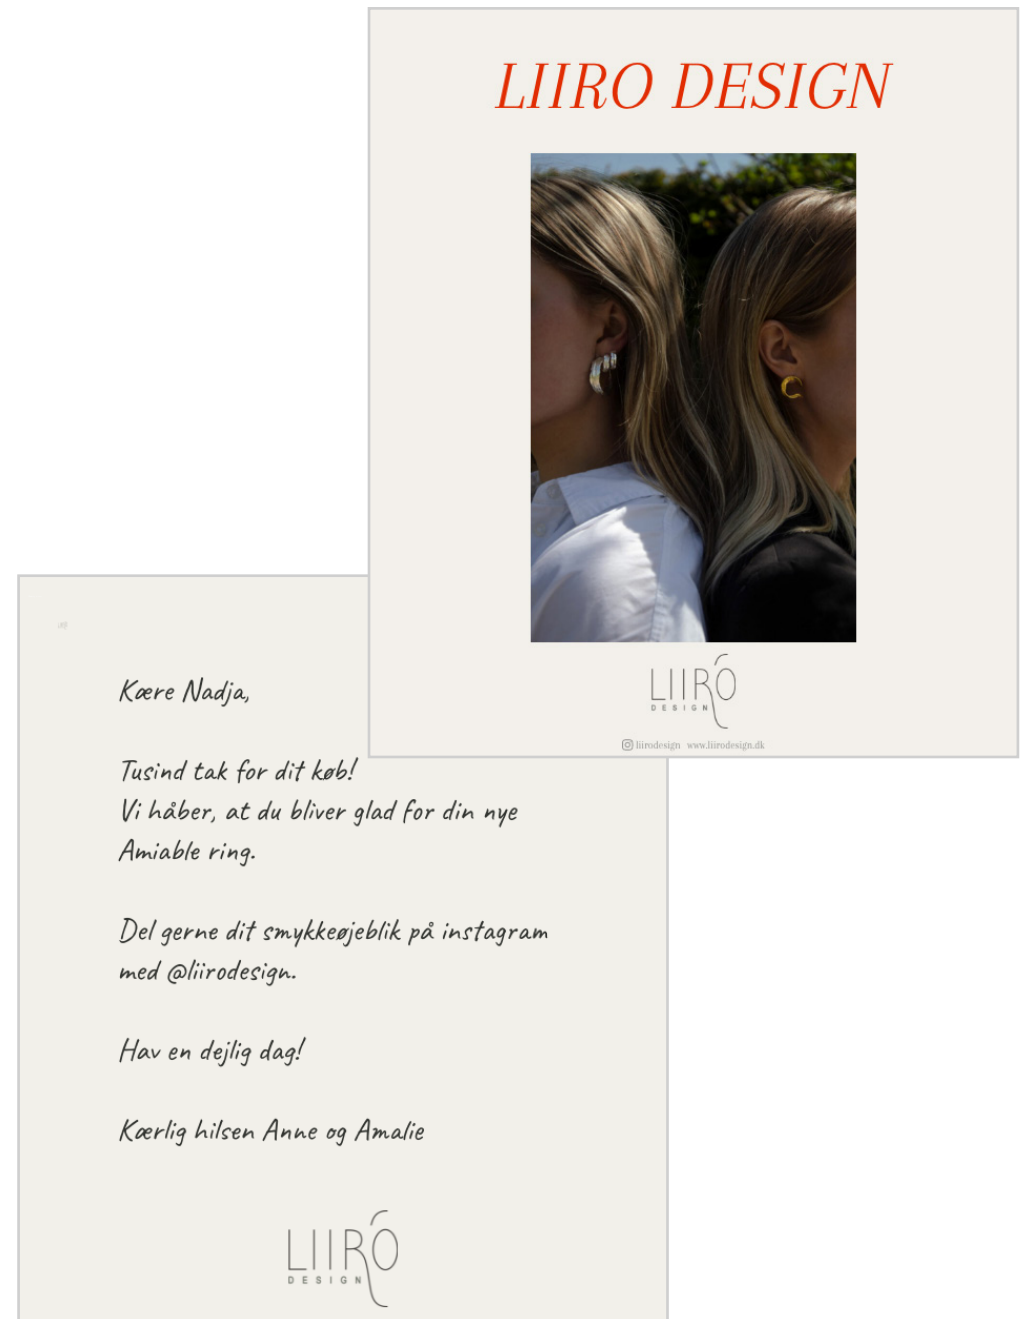 LIIRO DESIGN
LIIRO
DESIGN
liirodesign www.liirodesign.dk
Kære Nadja,
Tusind tak for dit køb!
Vi håber, at du bliver glad for din nye
Amiable ring.
Del gerne dit smykkeøjeblik på instagram
med @liirodesign.
Hav en dejlig dag!
Kærlig hilsen Anne og Amalie
LIIRO
DESIGN